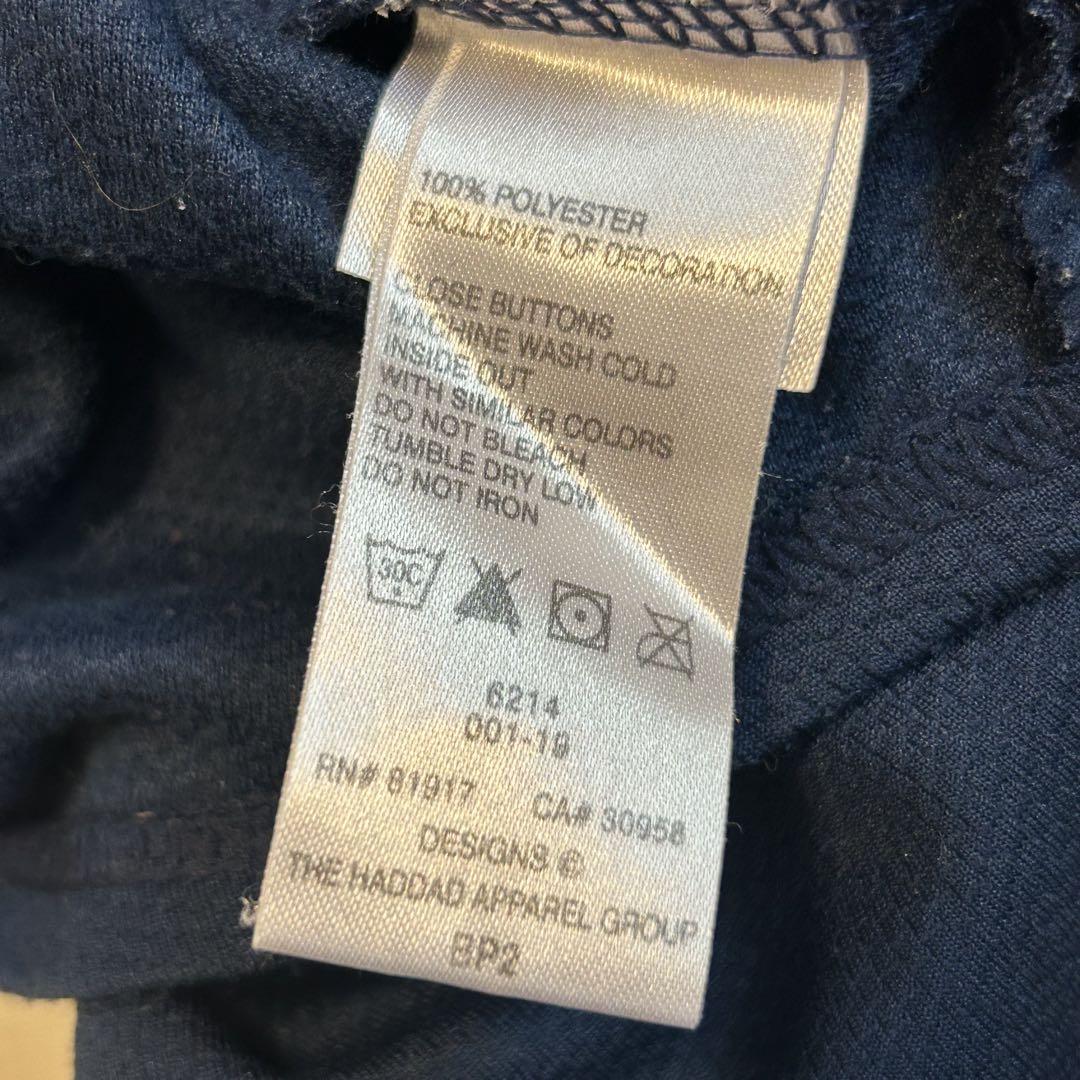 100% POLYESTER
EXCLUSIVE OF DECORATION
CLOSE BUTTONS
MACHINE WASH COLD
INSIDE OUT
WITH SIMILAR COLORS
DO NOT BLEACH
TUMBLE DRY LOW
DO NOT IRON
30C
6214
001-19
RN# 81917 CA# 30958
DESIGNS ©
THE HADDAD APPAREL GROUP
BP2